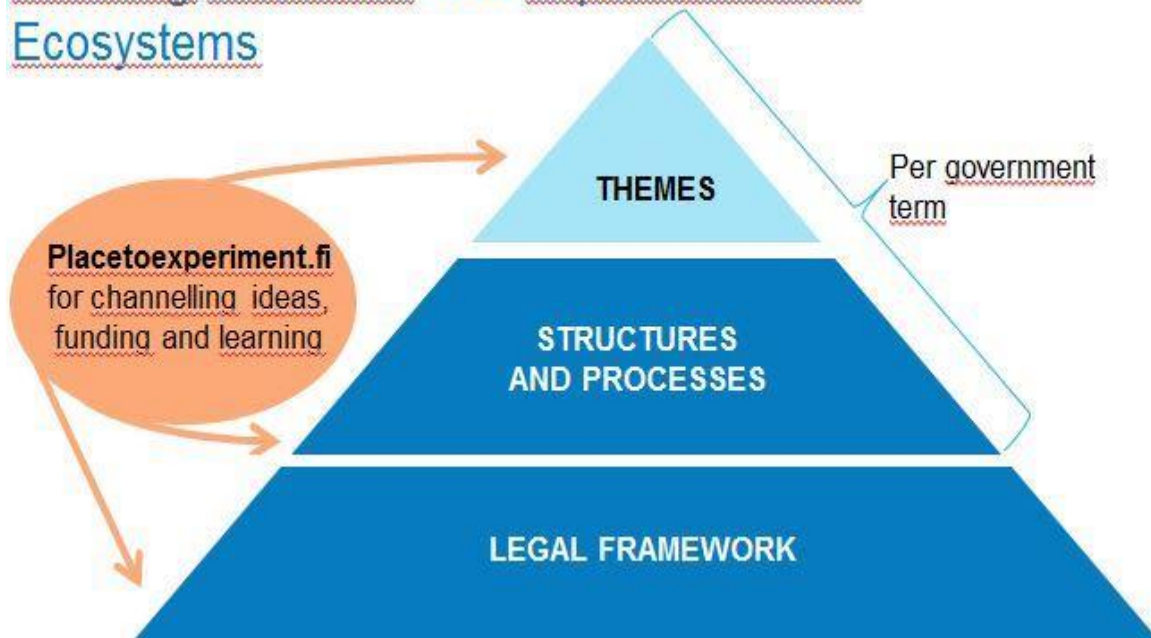 Ecosystems
THEMES
Per government
term
Placetoexperiment.fi
for channelling ideas,
funding and learning
STRUCTURES
AND PROCESSES
LEGAL FRAMEWORK